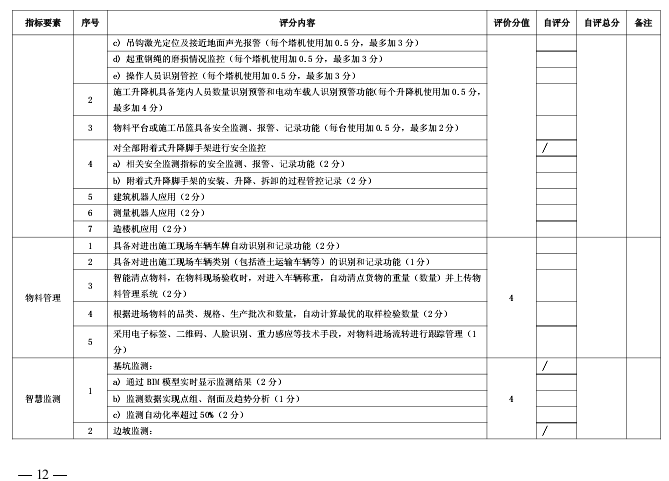 指标要素 序号 评分内容 评价分值 自评分 自评总分 备注
c) 吊钩激光定位及接近地面声光报警（每个塔机使用加 0.5 分，最多加 3 分）
d) 起重钢绳的磨损情况监控（每个塔机使用加 0.5 分，最多加 3 分）
e) 操作人员识别管控（每个塔机使用加 0.5 分，最多加 3 分）
2 施工升降机具备笼内人员数量识别预警和电动车载人识别预警功能(每个升降机使用加 0.5 分，
最多加 4 分）
3 物料平台或施工吊篮具备安全监测、报警、记录功能（每台使用加 0.5 分，最多加 2 分）
对全部附着式升降脚手架进行安全监控 /
4 a) 相关安全监测指标的安全监测、报警、记录功能（2 分）
b) 附着式升降脚手架的安装、升降、拆卸的过程管控记录（2 分）
5 建筑机器人应用（2 分）
6 测量机器人应用（2 分）
7 造楼机应用（2 分）
物料管理 4
1 具备对进出施工现场车辆车牌自动识别和记录功能（2 分）
2 具备对进出施工现场车辆类别（包括渣土运输车辆等）的识别和记录功能（1 分）
3 智能清点物料，在物料现场验收时，对进入车辆称重，自动清点货物的重量（数量）并上传物
料管理系统（2 分）
4 根据进场物料的品类、规格、生产批次和数量，自动计算最优的取样检验数量（2 分）
5 采用电子标签、二维码、人脸识别、重力感应等技术手段，对物料进场流转进行跟踪管理（1
分）
智慧监测 4
1 基坑监测： /
a) 通过 BIM 模型实时显示监测结果（2 分）
b) 监测数据实现点组、剖面及趋势分析（1 分）
c) 监测自动化率超过 50%（2 分）
2 边坡监测： /
— 12 —